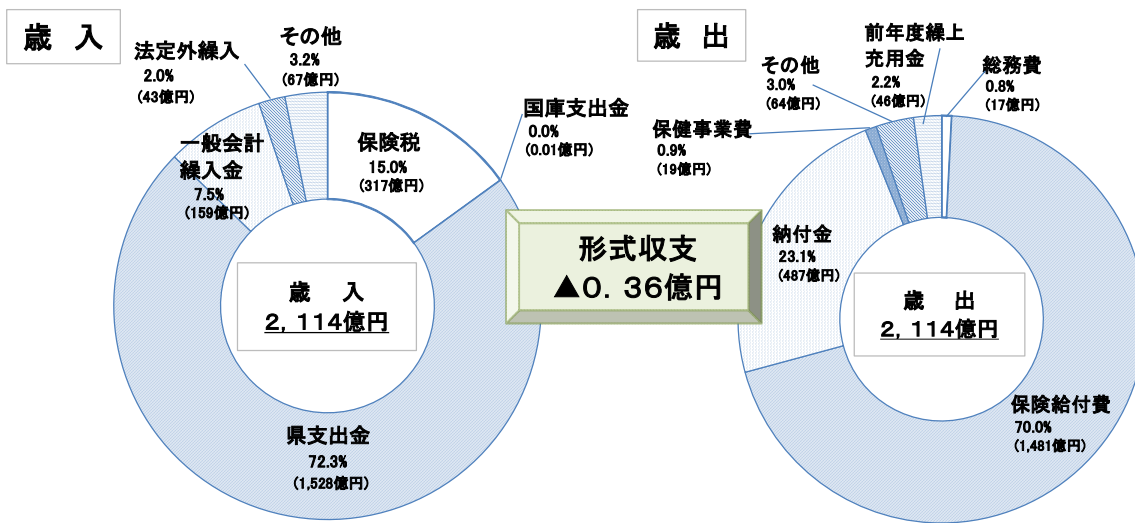 歳 入
法定外繰入
2.0%
(43億円)
その他
3.2%
(67億円)
国庫支出金
0.0%
(0.01億円)
保険税
15.0%
(317億円)
一般会計
繰入金
7.5%
(159億円)
歳 入
2, 114億円
県支出金
72.3%
(1,528億円)
形式収支
▲0. 36億円
歳 出
前年度繰上
充用金
2.2%
(46億円)
総務費
0.8%
(17億円)
その他
3.0%
(64億円)
保健事業費
0.9%
(19億円)
納付金
23.1%
(487億円)
歳 出
2, 114億円
保険給付費
70.0%
(1,481億円)